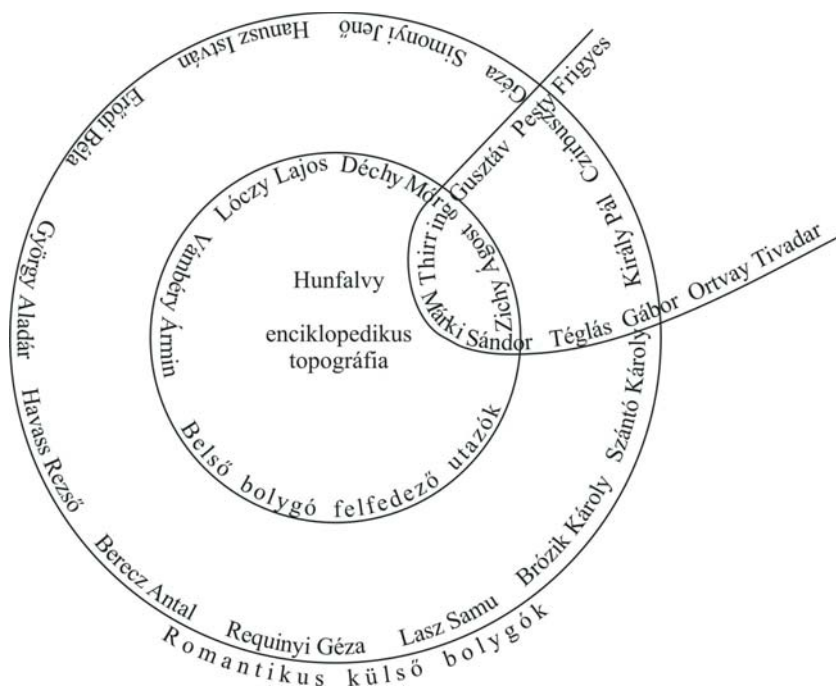 Hanusz István
Simonyi Jenő
Czirbusz Géza
Király Pál
Szántó Károly
Brózik Károly
Lasz Samu
Requinyi Géza
Berecz Antal
Havass Rezső
György Aladár
Erődi Béla
Romantikus külső bolygók
Vámbéry Ármin
Lóczy Lajos
Déchy Mór
Zichy Ágost
Belső bolygó felfedező utazók
Pesty Frigyes
Thirring Gusztáv
Márki Sándor
Téglás Gábor
Ortvay Tivadar
Hunfalvy
enciklopedikus
topográfia